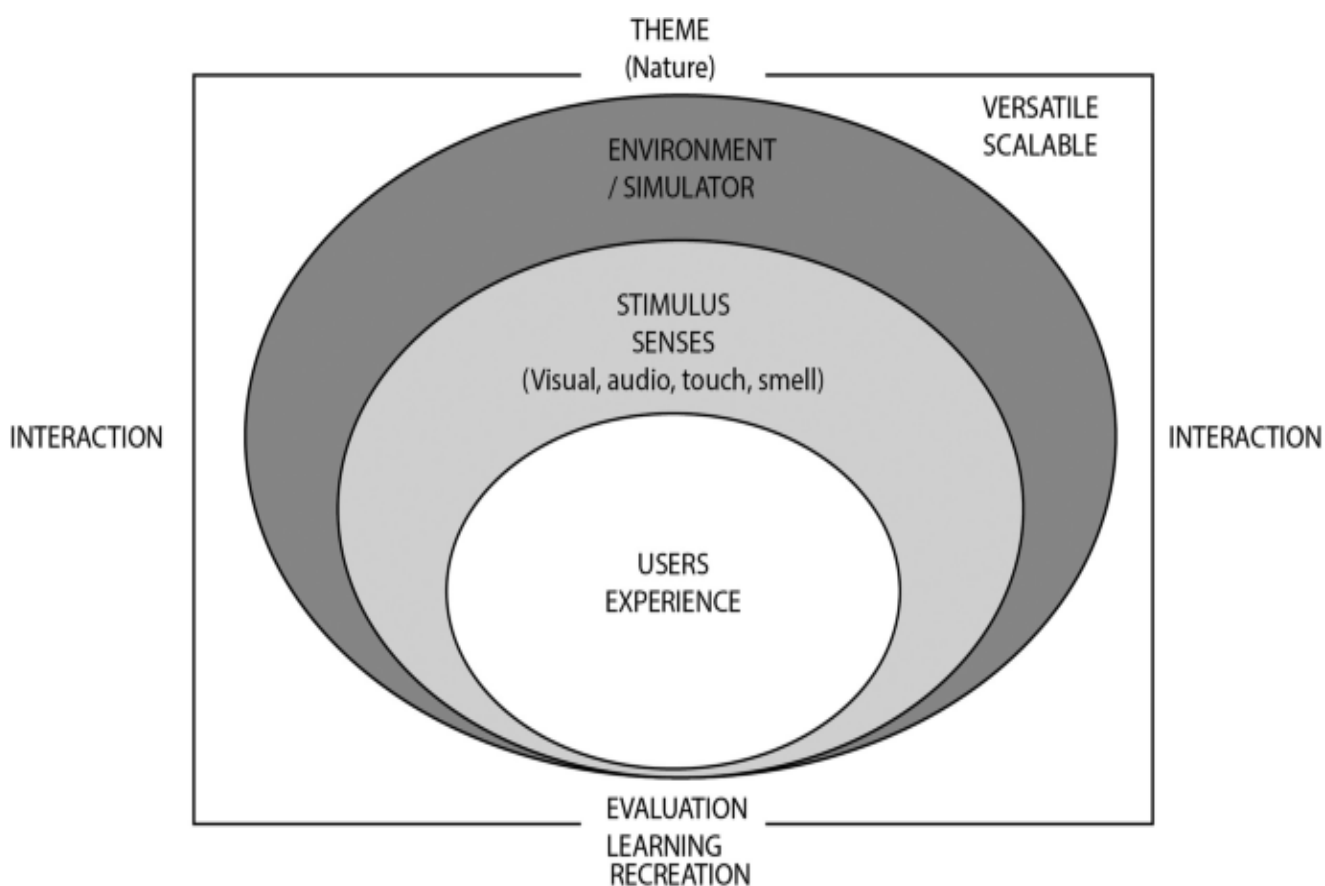 THEME
(Nature)
VERSATILE
SCALABLE
ENVIRONMENT
/ SIMULATOR
STIMULUS
SENSES
(Visual, audio, touch, smell)
INTERACTION
INTERACTION
USERS
EXPERIENCE
EVALUATION
LEARNING
RECREATION